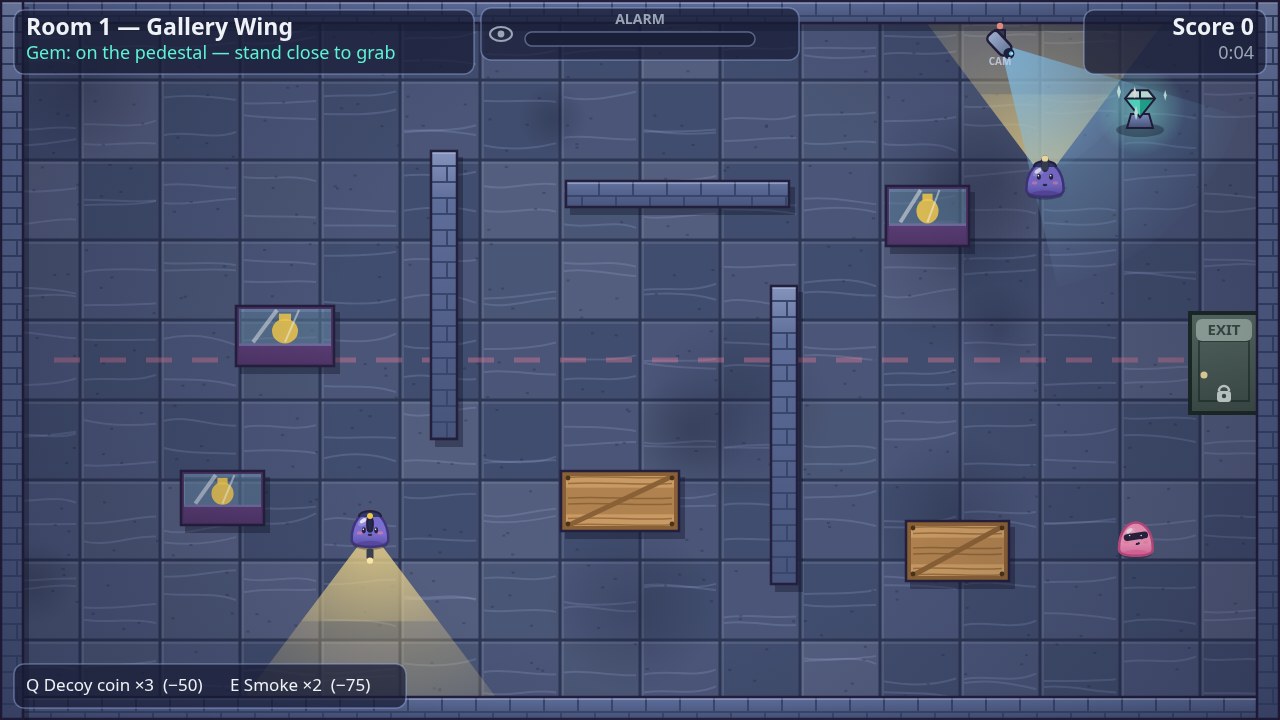 Room 1 — Gallery Wing
Gem: on the pedestal — stand close to grab
ALARM
Score 0
0:04
CAM
EXIT
Q Decoy coin ×3 (−50) E Smoke ×2 (−75)